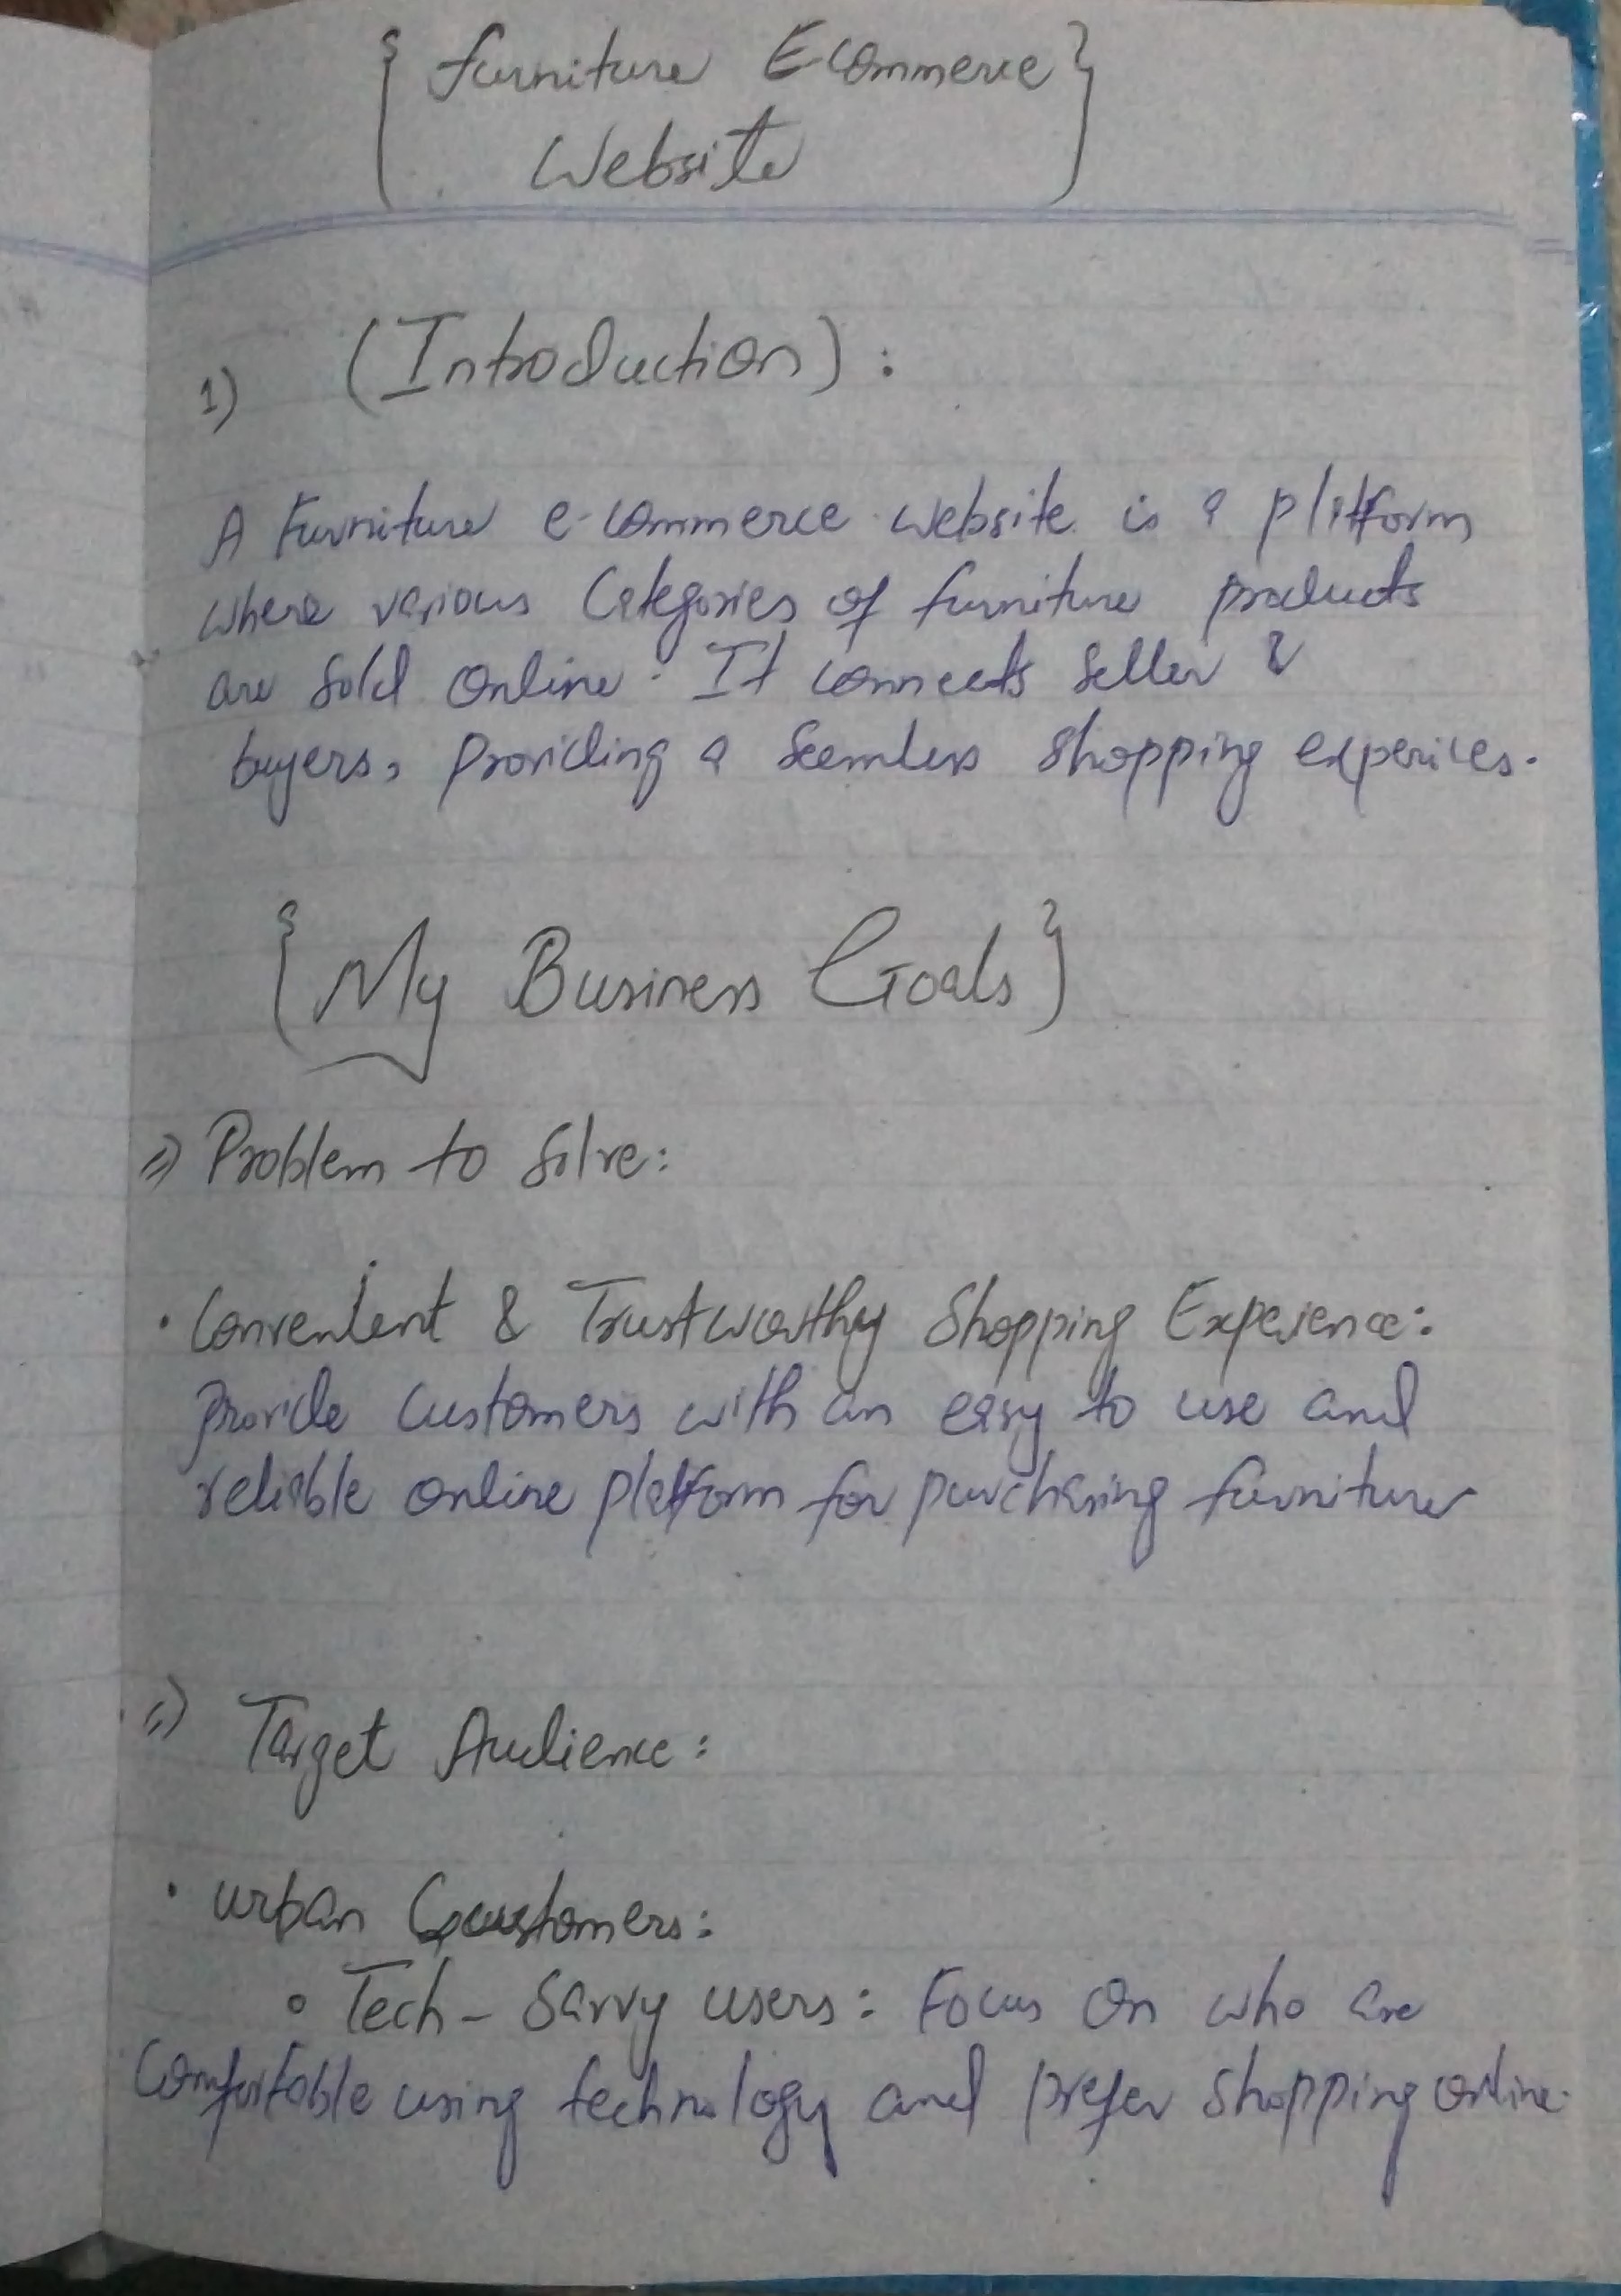 { Furniture E-commerce }
Website
1) (Introduction) :
A Furniture e-commerce website is a platform
where various Categories of furniture products
are sold online. It connects seller &
buyers, providing a seemless shopping experices.
{ My Business Goals }
=> Problem to solve:
• Convenient & Trustworthy Shopping Experience:
provide customers with an easy to use and
reliable online platform for purchasing furniture
=> Target Audience:
• urban Customers:
∘ Tech-Savvy users: Focus on who are
Comfortable using technology and prefer shopping online.